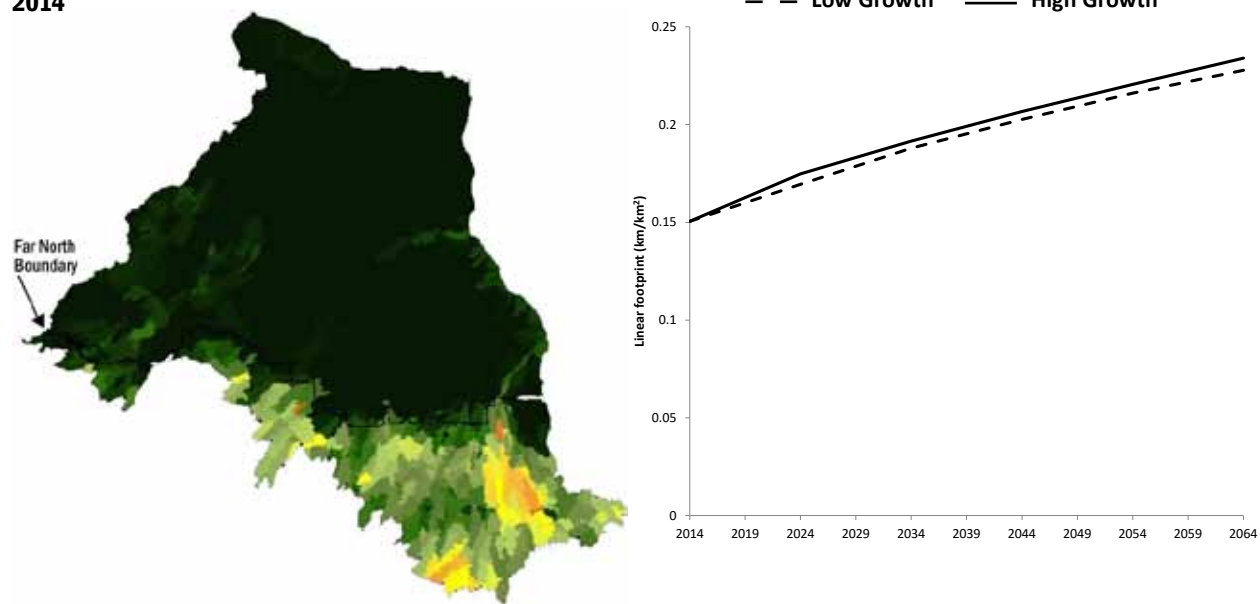 2014
Far North
Boundary
Low Growth High Growth
Linear footprint (km/km²)
0.25
0.2
0.15
0.1
0.05
0
2014 2019 2024 2029 2034 2039 2044 2049 2054 2059 2064